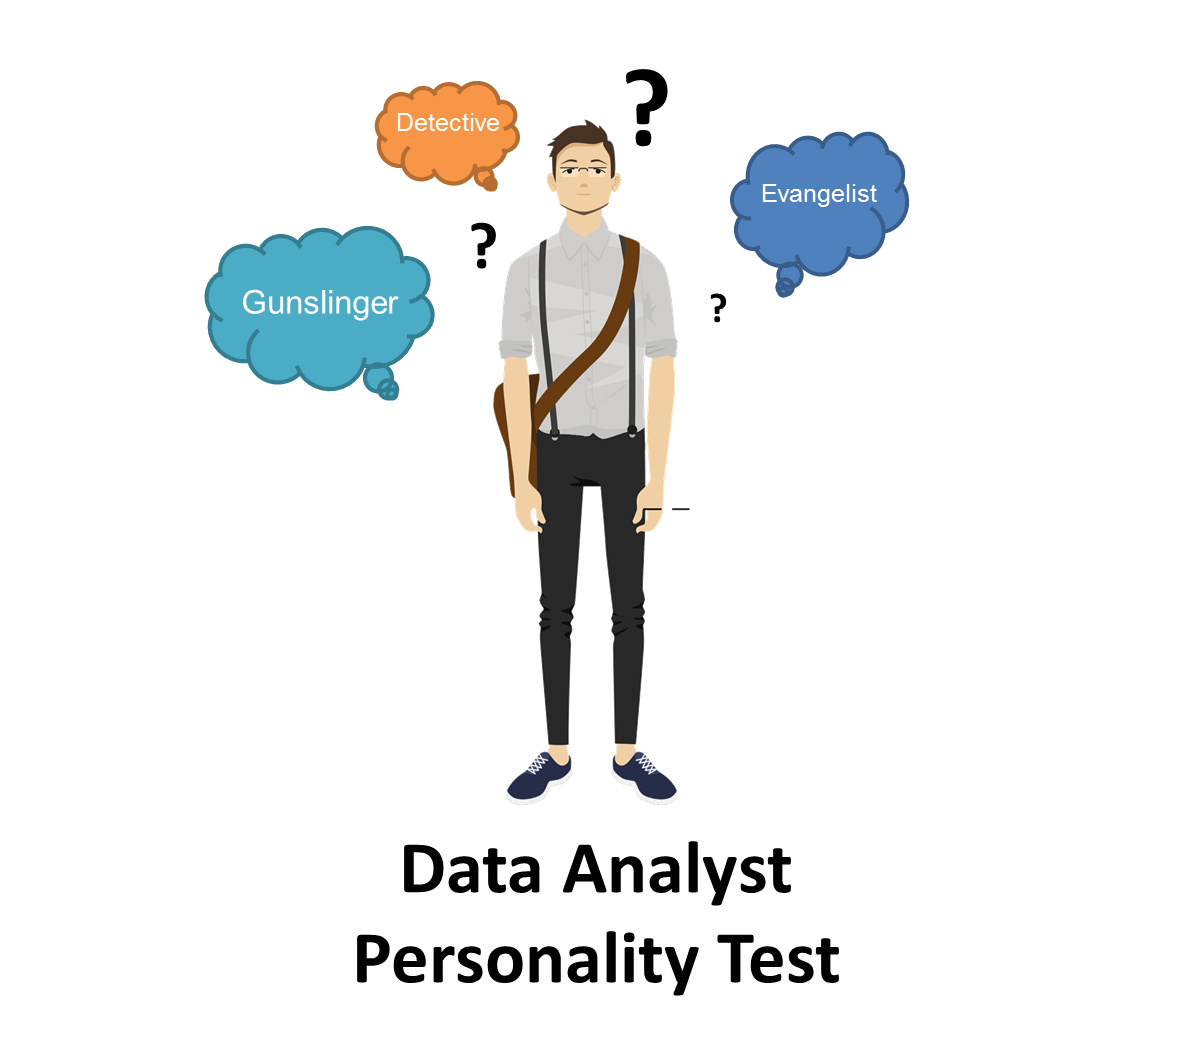 ?
Detective
Evangelist
?
Gunslinger
?
Data Analyst
Personality Test